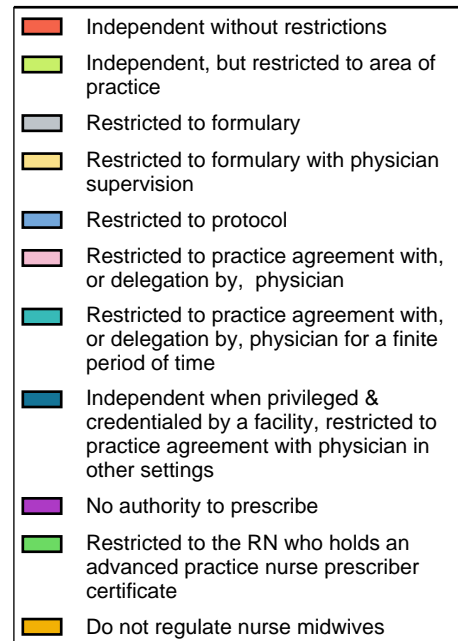 Independent without restrictions
Independent, but restricted to area of
practice
Restricted to formulary
Restricted to formulary with physician
supervision
Restricted to protocol
Restricted to practice agreement with,
or delegation by, physician
Restricted to practice agreement with,
or delegation by, physician for a finite
period of time
Independent when privileged &
credentialed by a facility, restricted to
practice agreement with physician in
other settings
No authority to prescribe
Restricted to the RN who holds an
advanced practice nurse prescriber
certificate
Do not regulate nurse midwives